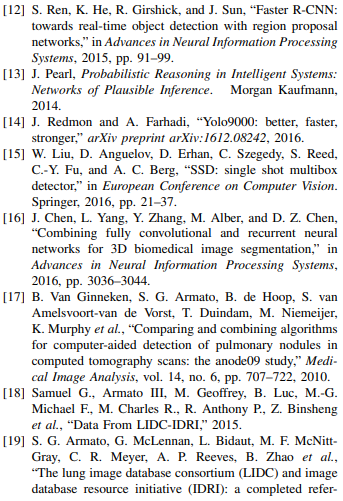 [12] S. Ren, K. He, R. Girshick, and J. Sun, “Faster R-CNN:
towards real-time object detection with region proposal
networks,” in Advances in Neural Information Processing
Systems, 2015, pp. 91–99.
[13] J. Pearl, Probabilistic Reasoning in Intelligent Systems:
Networks of Plausible Inference. Morgan Kaufmann,
2014.
[14] J. Redmon and A. Farhadi, “Yolo9000: better, faster,
stronger,” arXiv preprint arXiv:1612.08242, 2016.
[15] W. Liu, D. Anguelov, D. Erhan, C. Szegedy, S. Reed,
C.-Y. Fu, and A. C. Berg, “SSD: single shot multibox
detector,” in European Conference on Computer Vision.
Springer, 2016, pp. 21–37.
[16] J. Chen, L. Yang, Y. Zhang, M. Alber, and D. Z. Chen,
“Combining fully convolutional and recurrent neural
networks for 3D biomedical image segmentation,” in
Advances in Neural Information Processing Systems,
2016, pp. 3036–3044.
[17] B. Van Ginneken, S. G. Armato, B. de Hoop, S. van
Amelsvoort-van de Vorst, T. Duindam, M. Niemeijer,
K. Murphy et al., “Comparing and combining algorithms
for computer-aided detection of pulmonary nodules in
computed tomography scans: the anode09 study,” Medi-
cal Image Analysis, vol. 14, no. 6, pp. 707–722, 2010.
[18] Samuel G., Armato III, M. Geoffrey, B. Luc, M.-G.
Michael F., M. Charles R., R. Anthony P., Z. Binsheng
et al., “Data From LIDC-IDRI,” 2015.
[19] S. G. Armato, G. McLennan, L. Bidaut, M. F. McNitt-
Gray, C. R. Meyer, A. P. Reeves, B. Zhao et al.,
“The lung image database consortium (LIDC) and image
database resource initiative (IDRI): a completed refer-